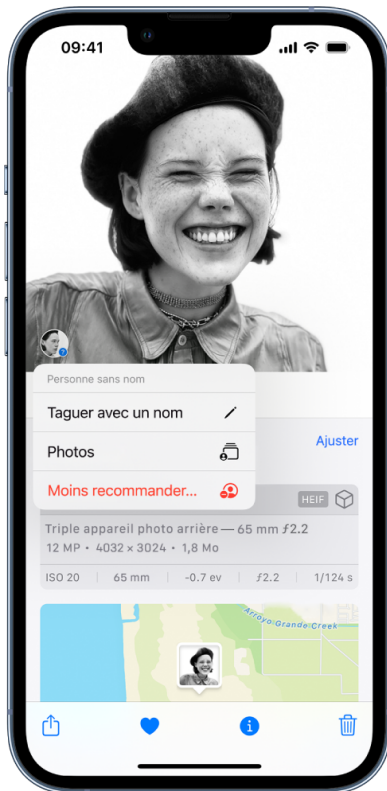 09:41
Personne sans nom
Taguer avec un nom
Photos
Moins recommander...
Ajuster
HEIF
Triple appareil photo arrière — 65 mm ƒ2.2
12 MP • 4032 × 3024 • 1,8 Mo
ISO 20 | 65 mm | -0.7 ev | ƒ2.2 | 1/124 s
Arroyo Grande Creek